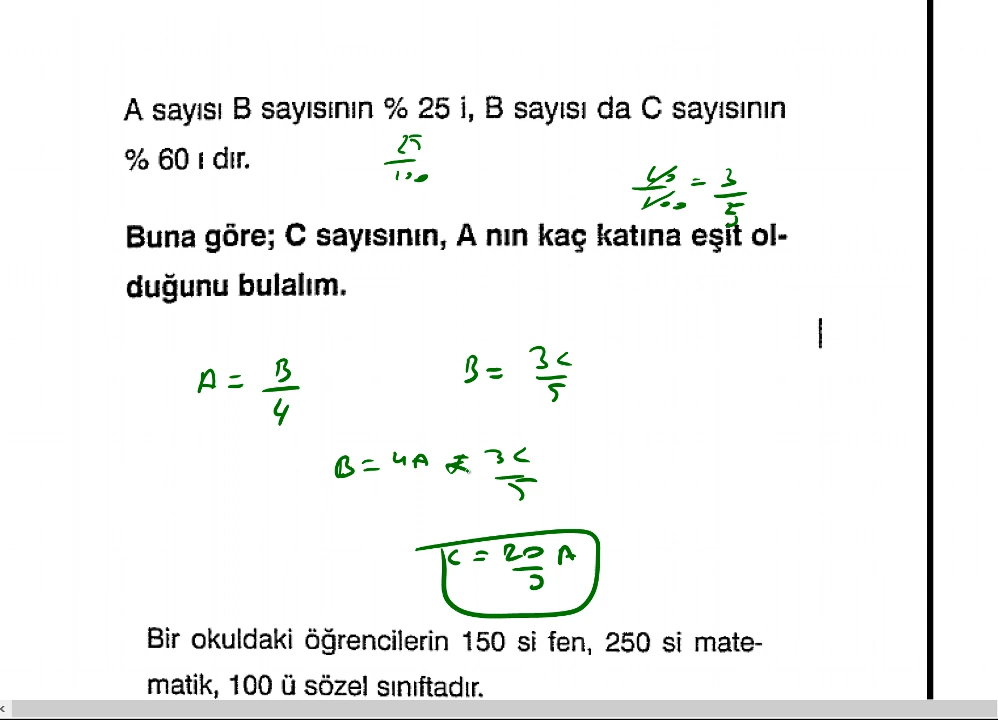 A sayısı B sayısının % 25 i, B sayısı da C sayısının
% 60 ı dır.
25
100
60
100 = 3
5
Buna göre; C sayısının, A nın kaç katına eşit ol-
duğunu bulalım.
A = B
4
B = 3C
5
B = 4A = 3C
5
C = 20 A
3
Bir okuldaki öğrencilerin 150 si fen, 250 si mate-
matik, 100 ü sözel sınıftadır.